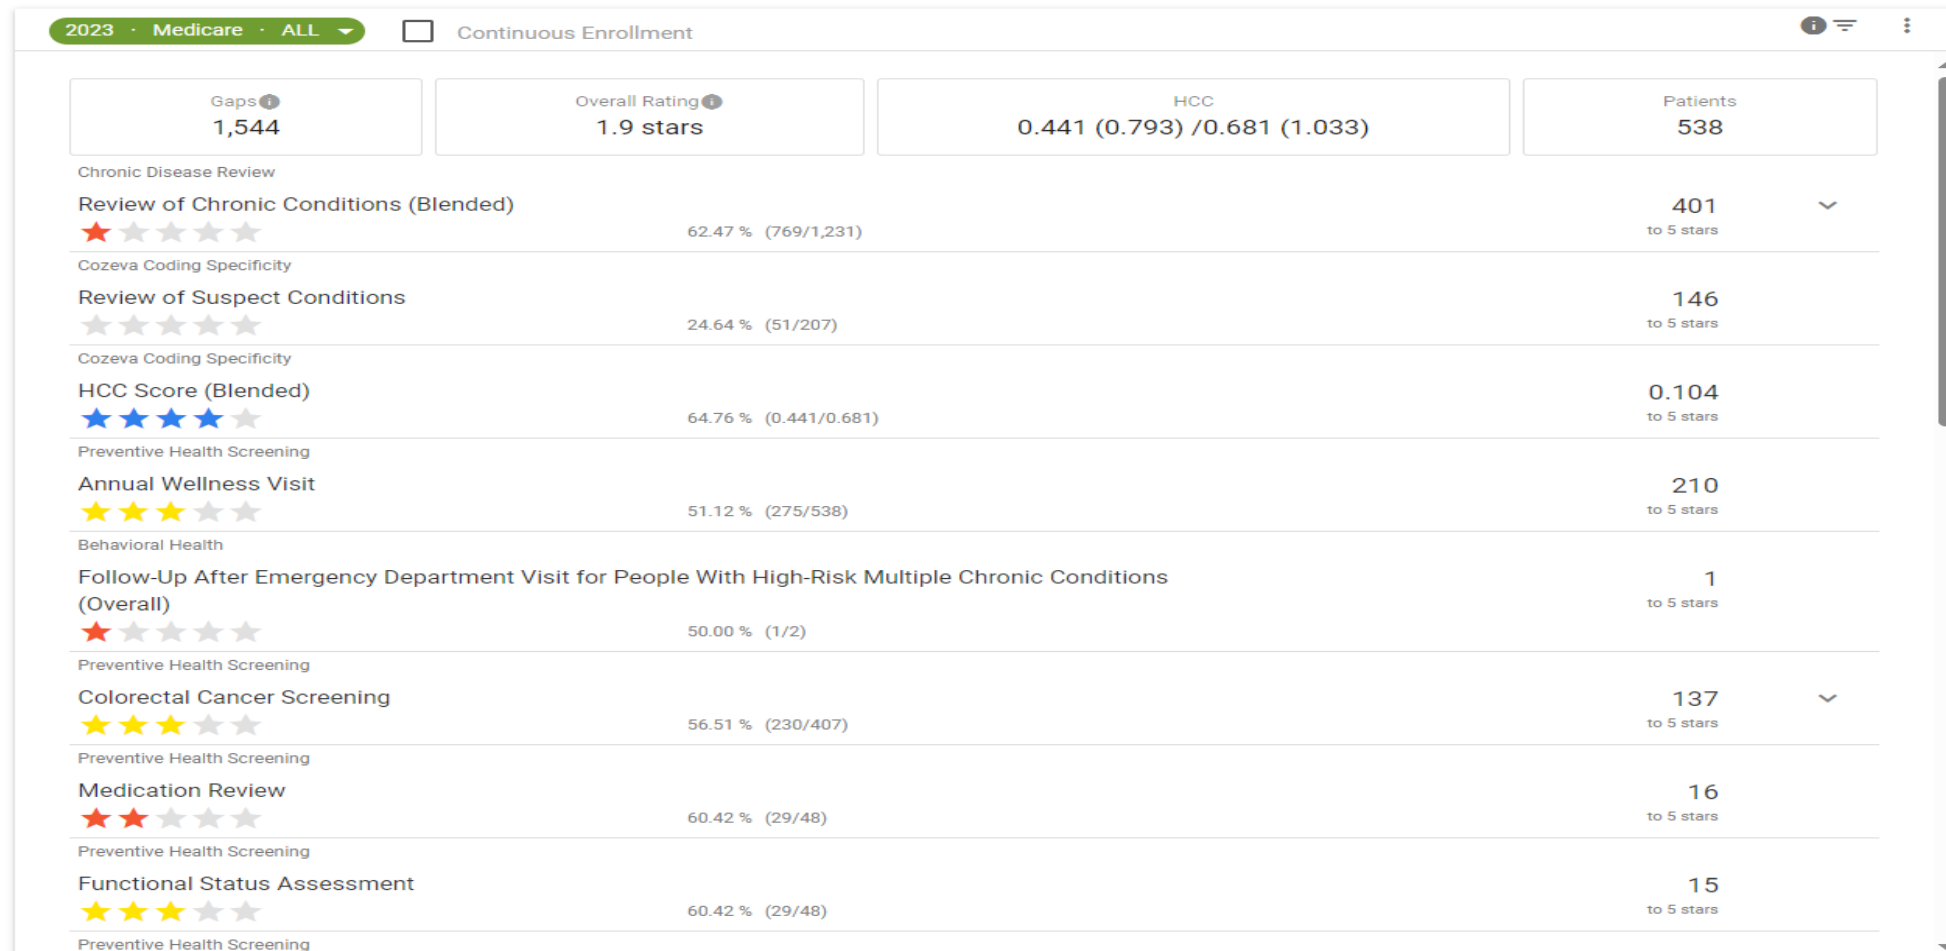 2023 · Medicare · ALL Continuous Enrollment
Gaps
1,544
Overall Rating
1.9 stars
HCC
0.441 (0.793) /0.681 (1.033)
Patients
538
Chronic Disease Review
Review of Chronic Conditions (Blended)
62.47 % (769/1,231)
401
to 5 stars
Cozeva Coding Specificity
Review of Suspect Conditions
24.64 % (51/207)
146
to 5 stars
Cozeva Coding Specificity
HCC Score (Blended)
64.76 % (0.441/0.681)
0.104
to 5 stars
Preventive Health Screening
Annual Wellness Visit
51.12 % (275/538)
210
to 5 stars
Behavioral Health
Follow-Up After Emergency Department Visit for People With High-Risk Multiple Chronic Conditions
(Overall)
50.00 % (1/2)
1
to 5 stars
Preventive Health Screening
Colorectal Cancer Screening
56.51 % (230/407)
137
to 5 stars
Preventive Health Screening
Medication Review
60.42 % (29/48)
16
to 5 stars
Preventive Health Screening
Functional Status Assessment
60.42 % (29/48)
15
to 5 stars
Preventive Health Screening